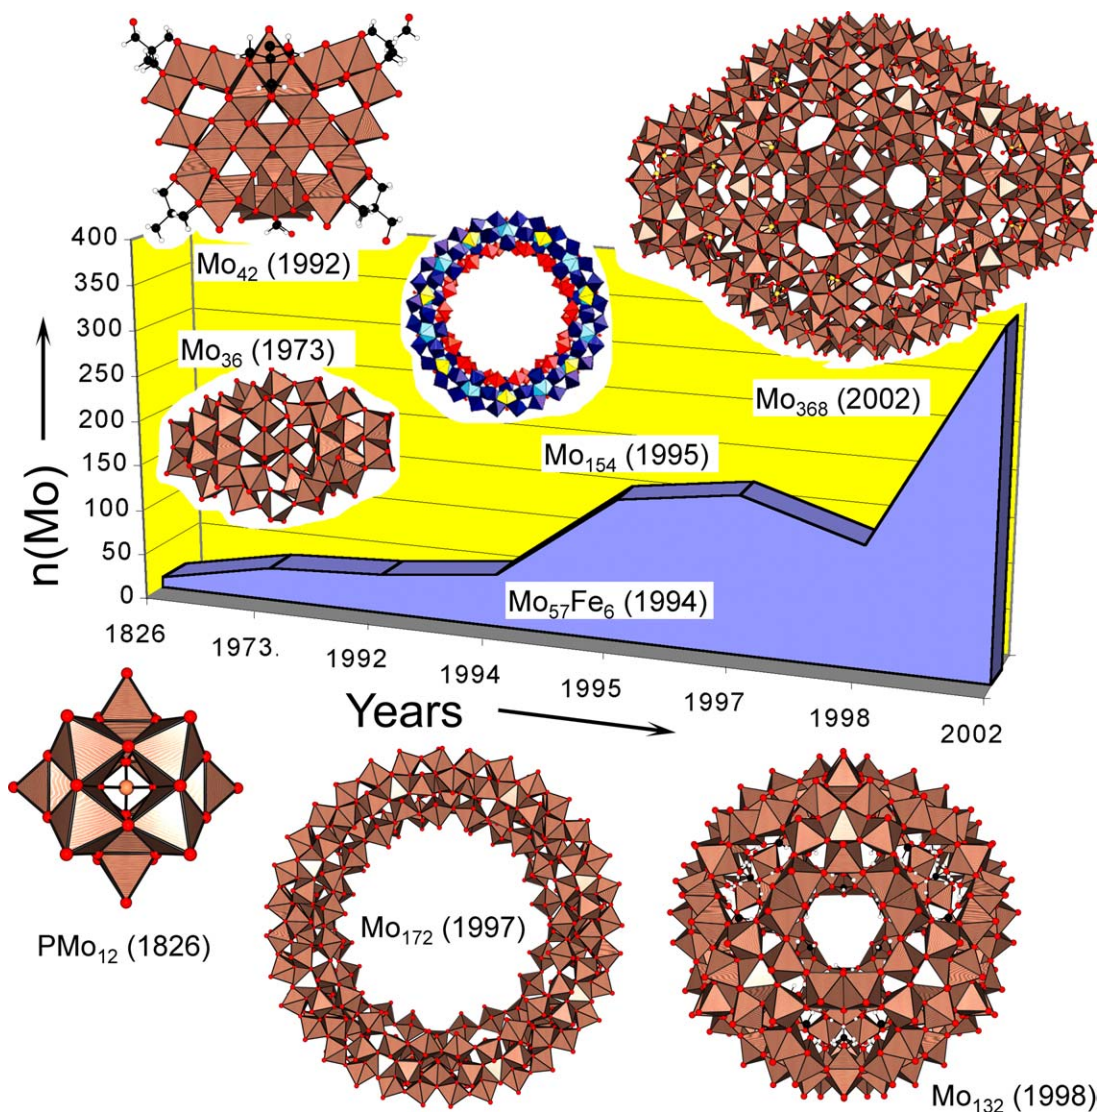 400
350
300
250
200
150
100
50
0
n(Mo)
Mo₄₂ (1992)
Mo₃₆ (1973)
Mo₁₅₄ (1995)
Mo₃₆₈ (2002)
Mo₅₇Fe₆ (1994)
1826
1973.
1992
1994
1995
1997
1998
2002
Years
PMo₁₂ (1826)
Mo₁₇₂ (1997)
Mo₁₃₂ (1998)